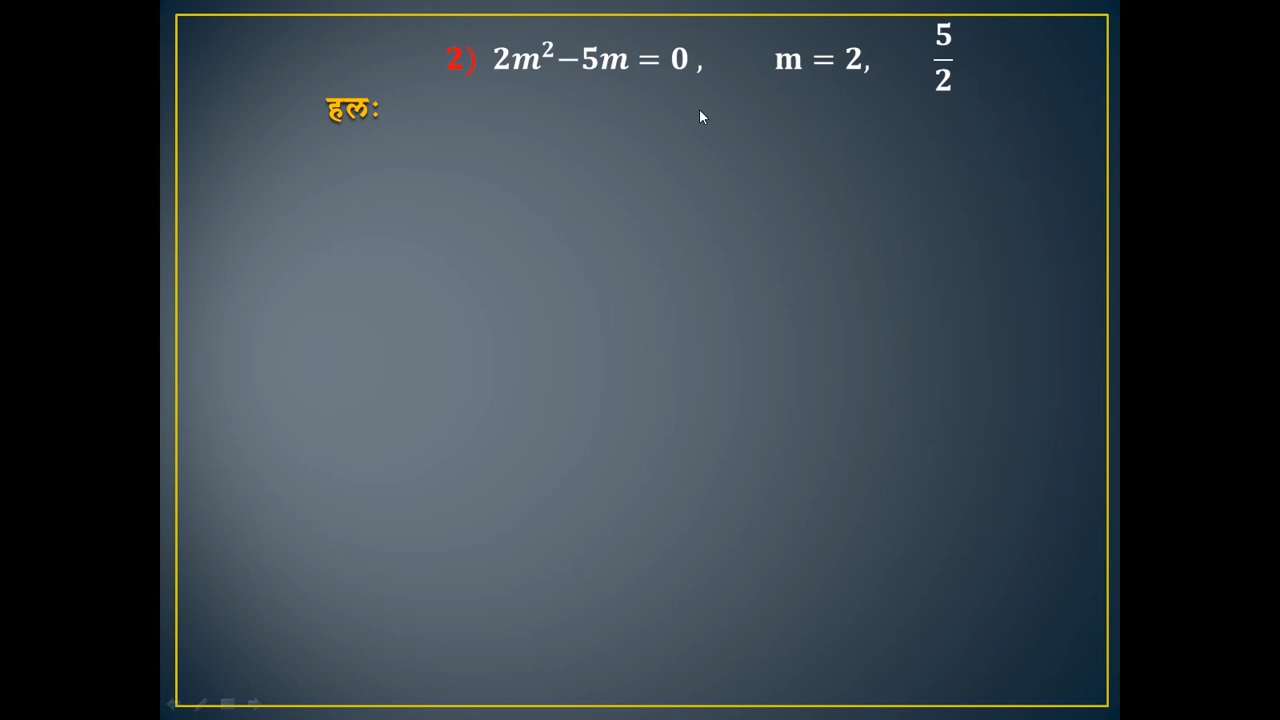 2) 2m²−5m = 0 , m = 2, 5/2
हल: